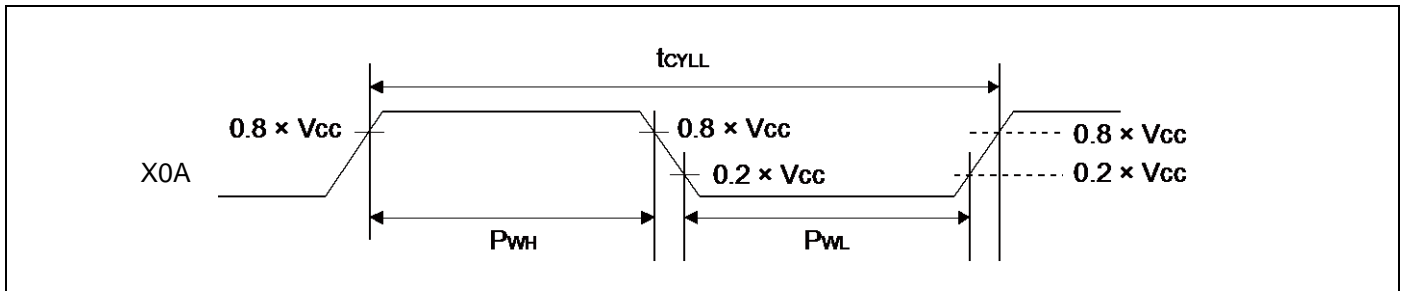 tCYLL
0.8 × Vcc
0.8 × Vcc
0.8 × Vcc
X0A
0.2 × Vcc
0.2 × Vcc
PWH
PWL